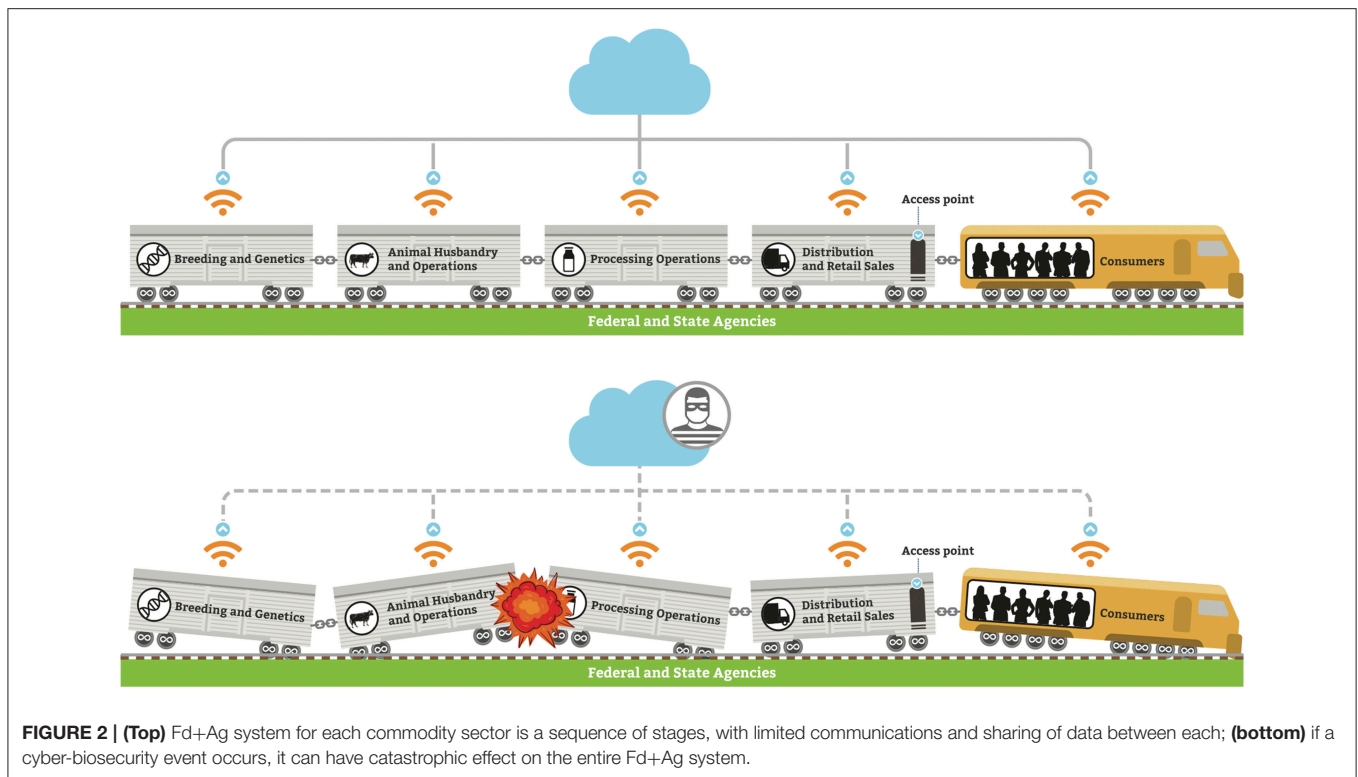 Access point
Breeding and Genetics
Animal Husbandry
and Operations
Processing Operations
Distribution
and Retail Sales
Consumers
Federal and State Agencies
Access point
Breeding and Genetics
Animal Husbandry
and Operations
Processing Operations
Distribution
and Retail Sales
Consumers
Federal and State Agencies
FIGURE 2 | (Top) Fd+Ag system for each commodity sector is a sequence of stages, with limited communications and sharing of data between each; (bottom) if a
cyber-biosecurity event occurs, it can have catastrophic effect on the entire Fd+Ag system.